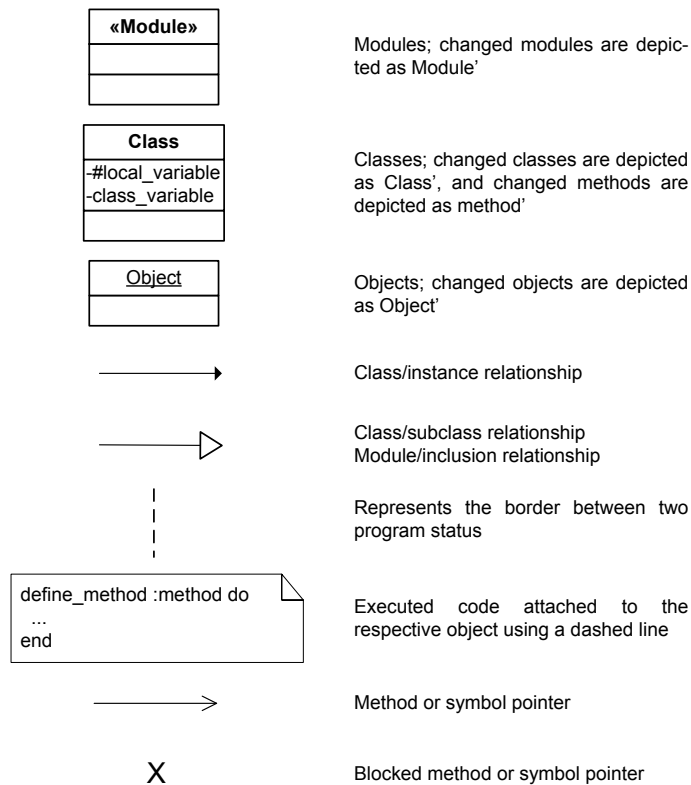 «Module»
Modules; changed modules are depic-
ted as Module’
Class
-#local_variable
-class_variable
Classes; changed classes are depicted
as Class’, and changed methods are
depicted as method’
Object
Objects; changed objects are depicted
as Object’
Class/instance relationship
Class/subclass relationship
Module/inclusion relationship
Represents the border between two
program status
define_method :method do
...
end
Executed code attached to the
respective object using a dashed line
Method or symbol pointer
X
Blocked method or symbol pointer